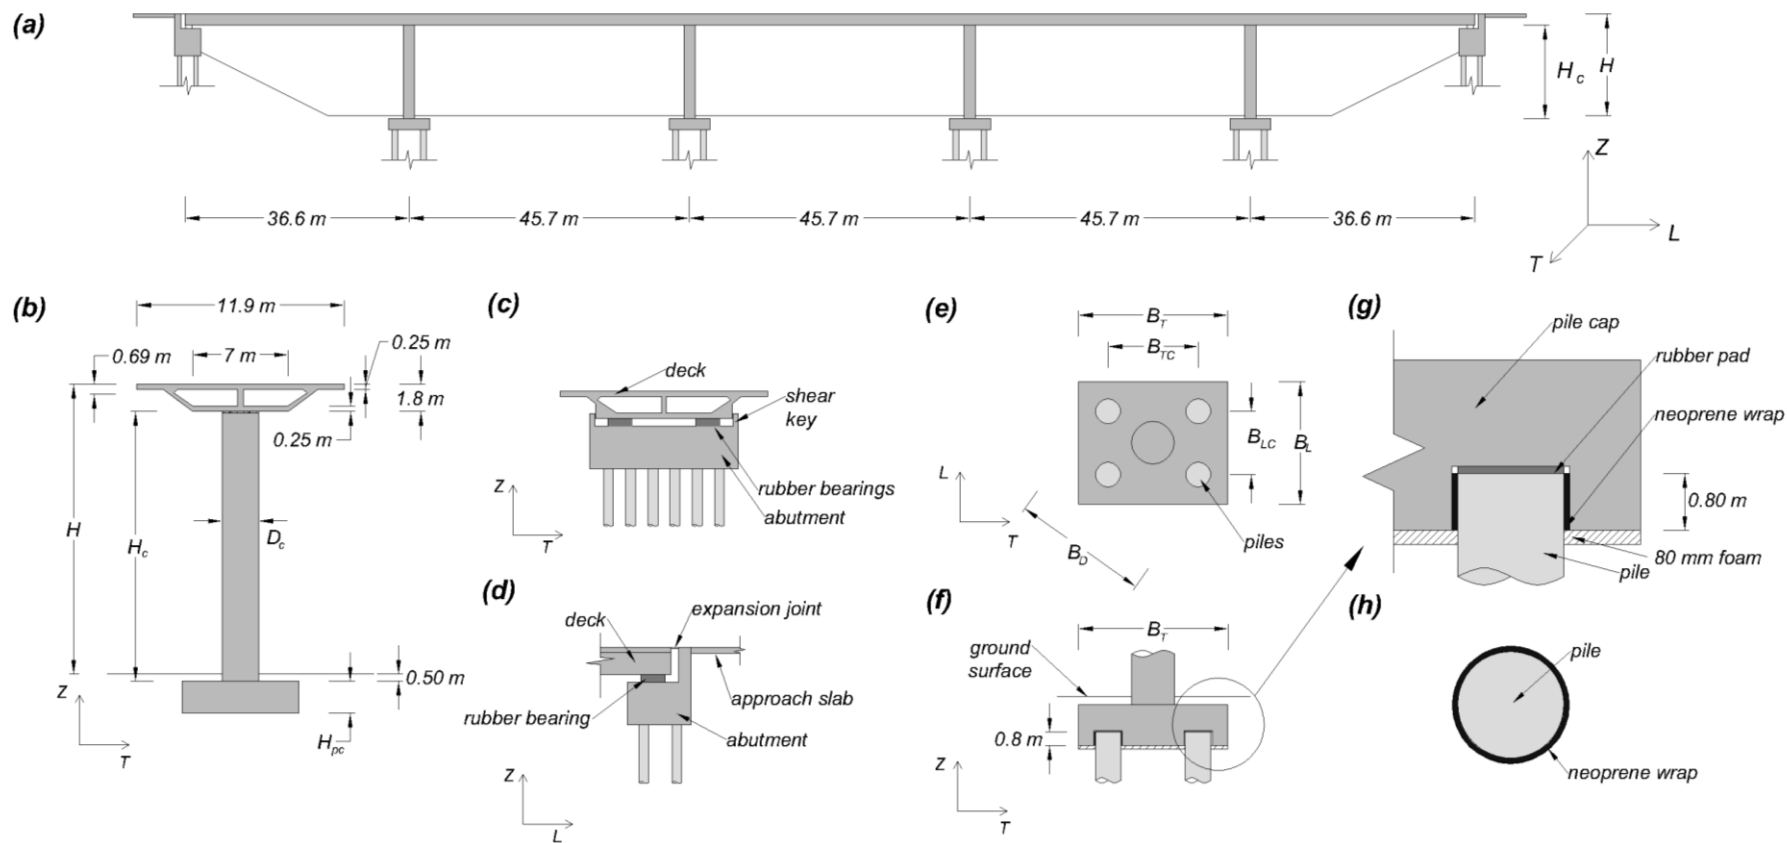 (a)
H_c
H
Z
L
T
36.6 m
45.7 m
45.7 m
45.7 m
36.6 m
(b)
11.9 m
0.69 m
7 m
0.25 m
1.8 m
0.25 m
H
H_c
D_c
0.50 m
H_pc
Z
T
(c)
deck
shear
key
rubber bearings
abutment
Z
T
(d)
expansion joint
deck
approach slab
rubber bearing
abutment
Z
L
(e)
B_T
B_TC
B_LC
B_L
L
T
B_D
piles
(f)
B_T
ground
surface
0.8 m
Z
T
(g)
pile cap
rubber pad
neoprene wrap
0.80 m
80 mm foam
pile
(h)
pile
neoprene wrap